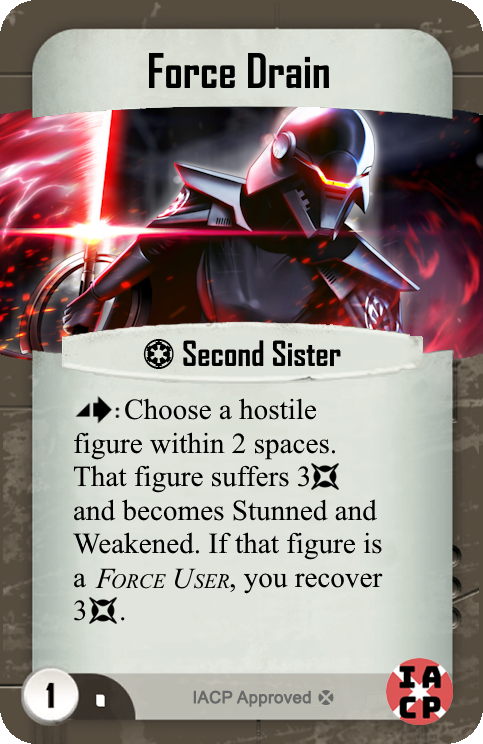 Force Drain
Second Sister
: Choose a hostile
figure within 2 spaces.
That figure suffers 3
and becomes Stunned and
Weakened. If that figure is
a FORCE USER, you recover
3.
1
IACP Approved
IA
CP